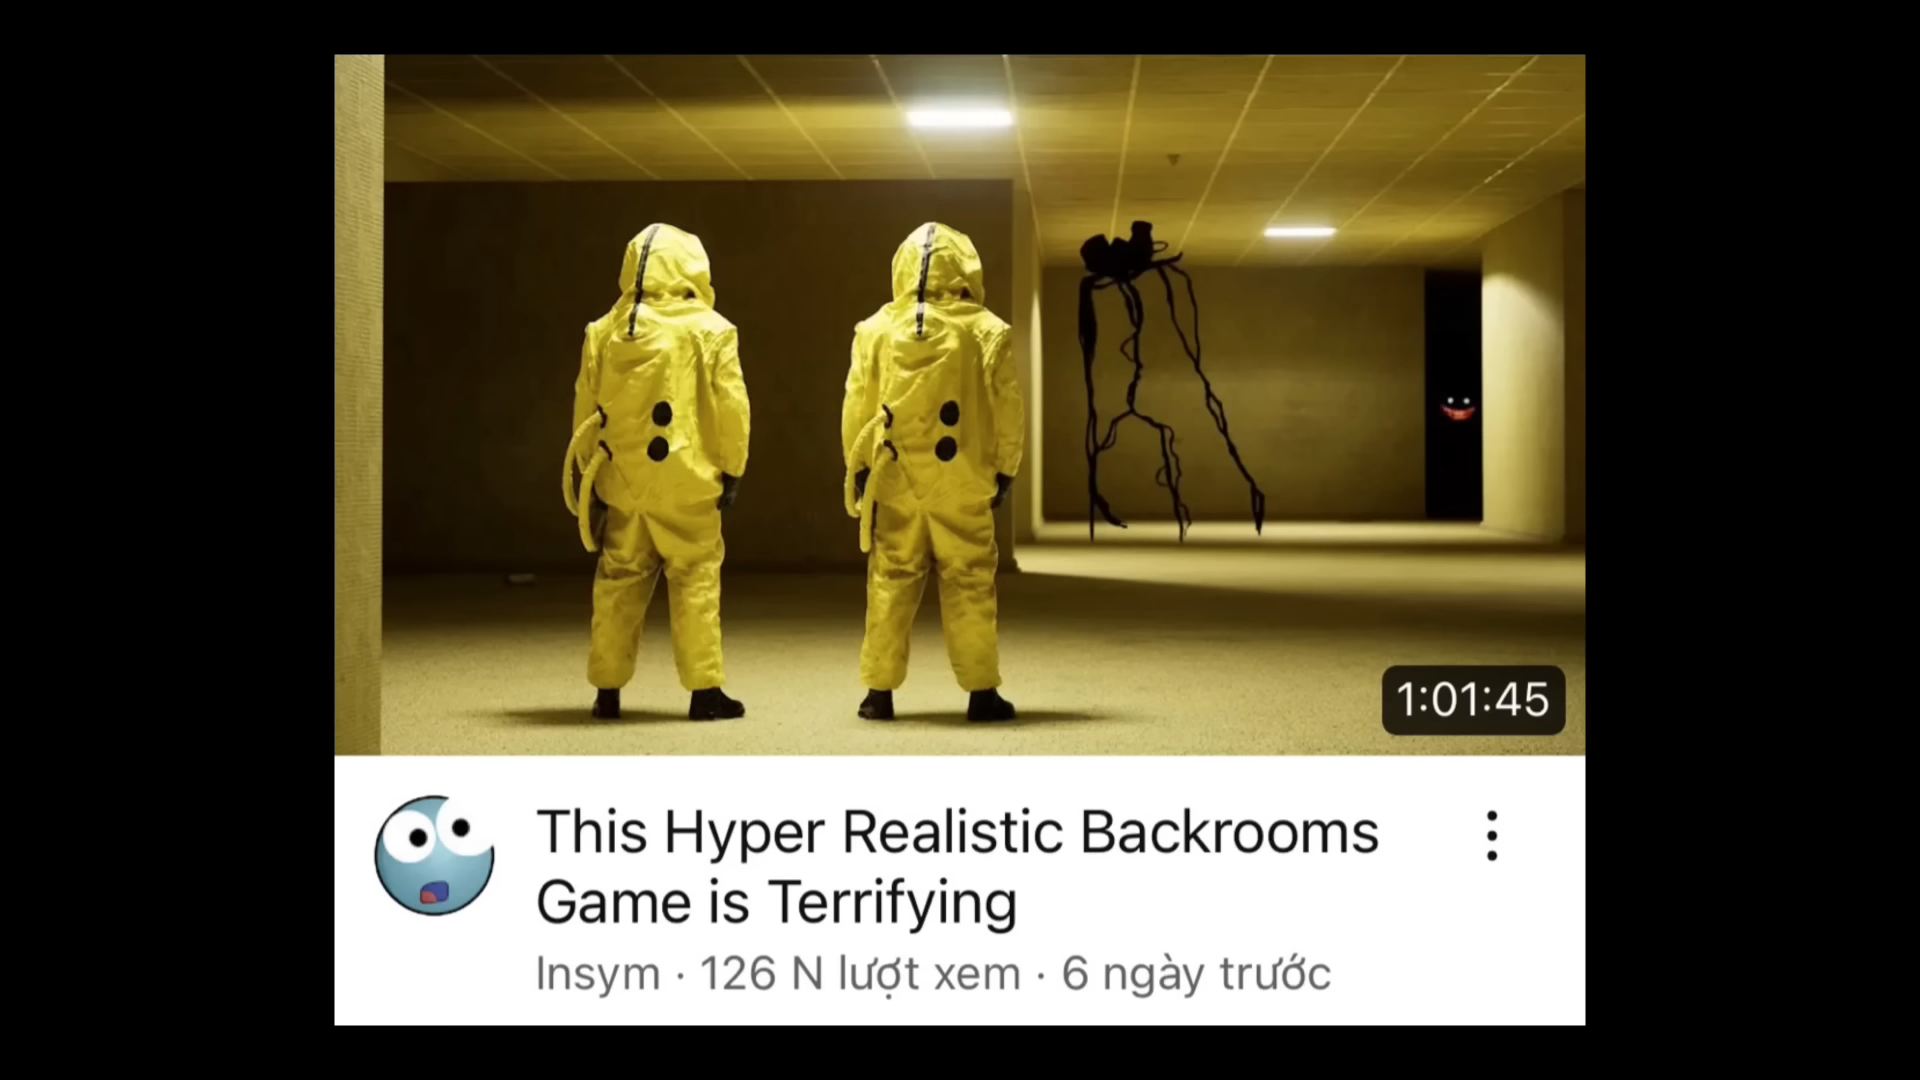 1:01:45
This Hyper Realistic Backrooms
Game is Terrifying
Insym · 126 N lượt xem · 6 ngày trước